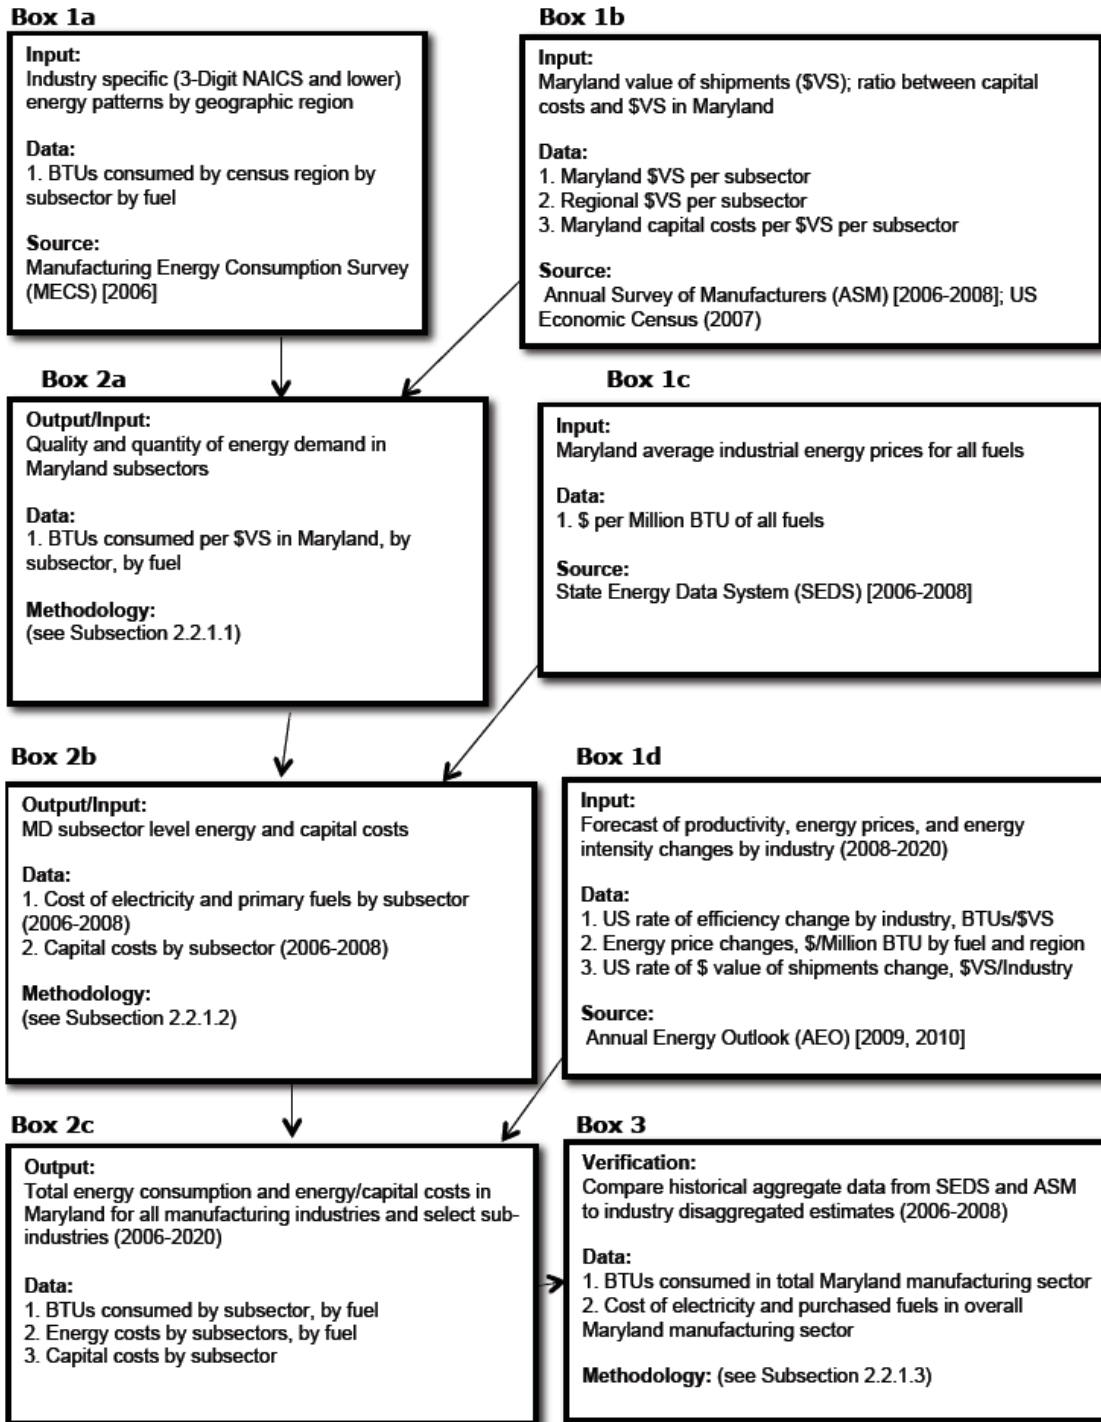 Box 1a
Input:
Industry specific (3-Digit NAICS and lower)
energy patterns by geographic region
Data:
1. BTUs consumed by census region by
subsector by fuel
Source:
Manufacturing Energy Consumption Survey
(MECS) [2006]
Box 1b
Input:
Maryland value of shipments ($VS); ratio between capital
costs and $VS in Maryland
Data:
1. Maryland $VS per subsector
2. Regional $VS per subsector
3. Maryland capital costs per $VS per subsector
Source:
Annual Survey of Manufacturers (ASM) [2006-2008]; US
Economic Census (2007)
Box 2a
Output/Input:
Quality and quantity of energy demand in
Maryland subsectors
Data:
1. BTUs consumed per $VS in Maryland, by
subsector, by fuel
Methodology:
(see Subsection 2.2.1.1)
Box 1c
Input:
Maryland average industrial energy prices for all fuels
Data:
1. $ per Million BTU of all fuels
Source:
State Energy Data System (SEDS) [2006-2008]
Box 2b
Output/Input:
MD subsector level energy and capital costs
Data:
1. Cost of electricity and primary fuels by subsector
(2006-2008)
2. Capital costs by subsector (2006-2008)
Methodology:
(see Subsection 2.2.1.2)
Box 1d
Input:
Forecast of productivity, energy prices, and energy
intensity changes by industry (2008-2020)
Data:
1. US rate of efficiency change by industry, BTUs/$VS
2. Energy price changes, $/Million BTU by fuel and region
3. US rate of $ value of shipments change, $VS/Industry
Source:
Annual Energy Outlook (AEO) [2009, 2010]
Box 2c
Output:
Total energy consumption and energy/capital costs in
Maryland for all manufacturing industries and select sub-
industries (2006-2020)
Data:
1. BTUs consumed by subsector, by fuel
2. Energy costs by subsectors, by fuel
3. Capital costs by subsector
Box 3
Verification:
Compare historical aggregate data from SEDS and ASM
to industry disaggregated estimates (2006-2008)
Data:
1. BTUs consumed in total Maryland manufacturing sector
2. Cost of electricity and purchased fuels in overall
Maryland manufacturing sector
Methodology: (see Subsection 2.2.1.3)